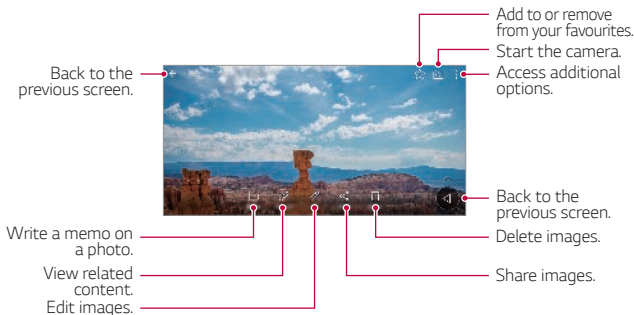 Add to or remove
from your favourites.
Start the camera.
Back to the
previous screen.
Access additional
options.
Back to the
previous screen.
Write a memo on
a photo.
Delete images.
View related
content.
Share images.
Edit images.